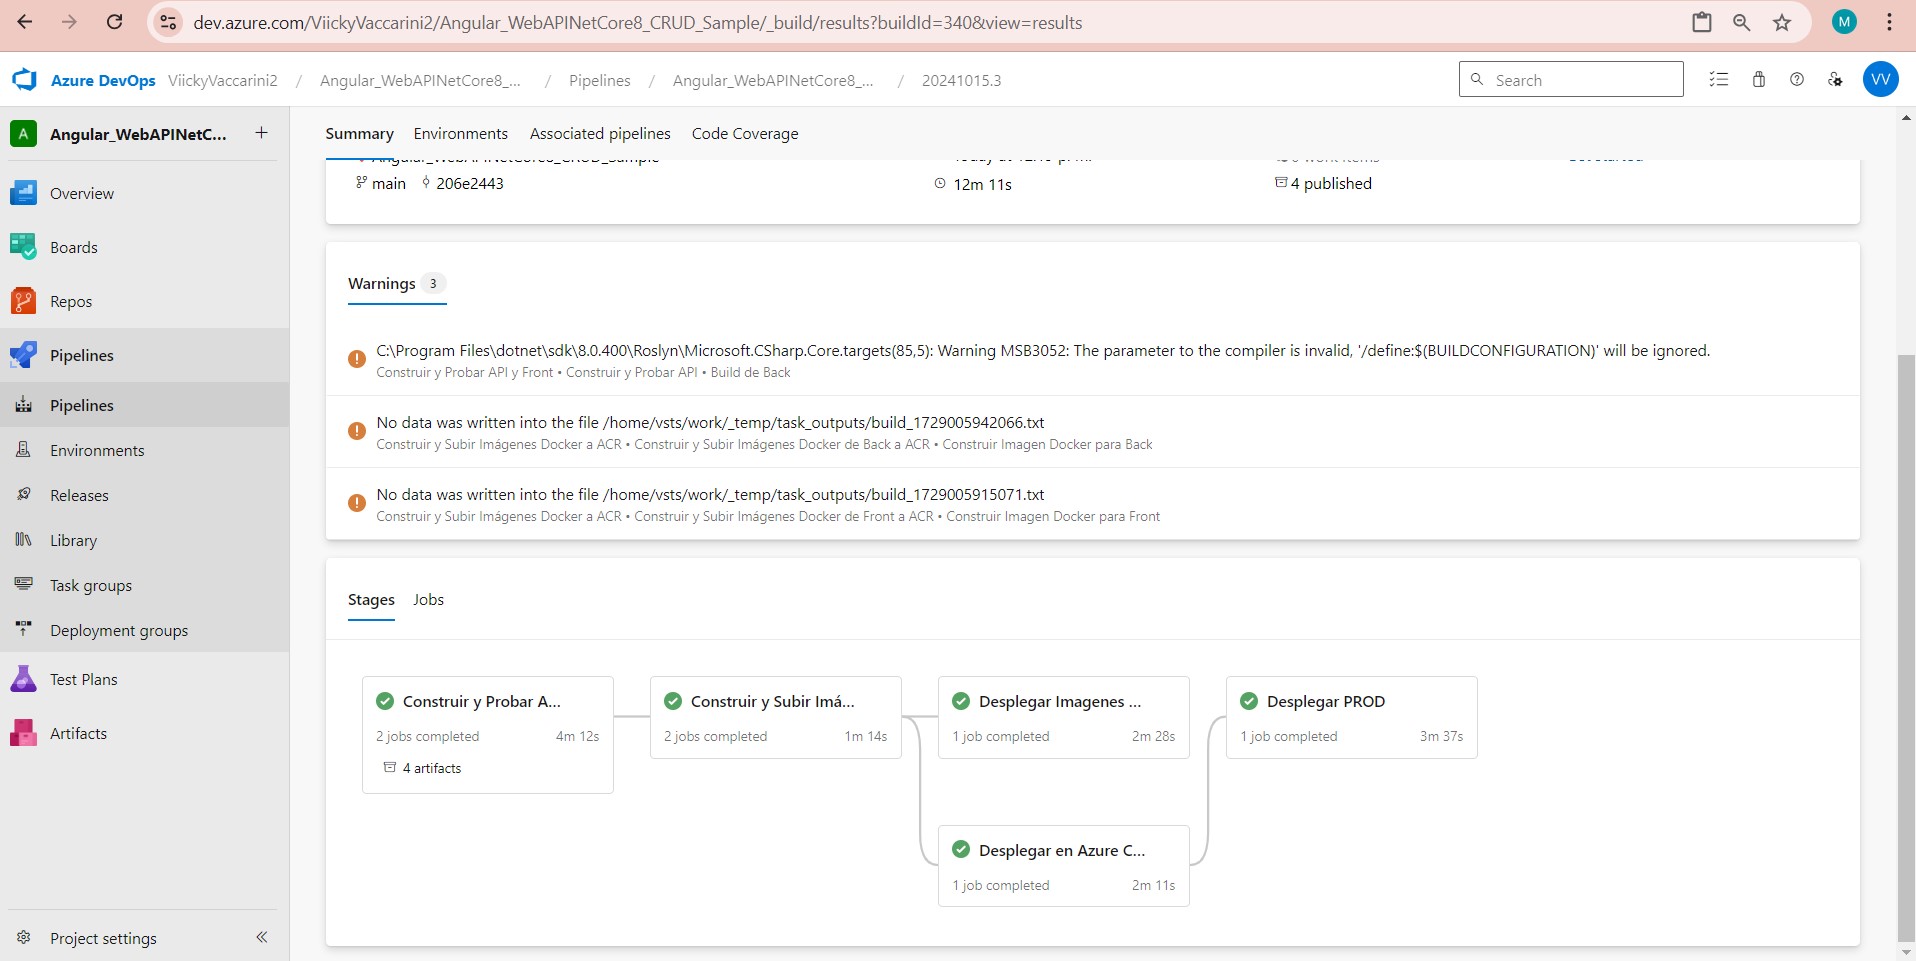 dev.azure.com/ViickyVaccarini2/Angular_WebAPINetCore8_CRUD_Sample/_build/results?buildId=340&view=results
M
Azure DevOps ViickyVaccarini2 / Angular_WebAPINetCore8_... / Pipelines / Angular_WebAPINetCore8_... / 20241015.3
Search
VV
A Angular_WebAPINetC... +
Overview
Boards
Repos
Pipelines
Pipelines
Environments
Releases
Library
Task groups
Deployment groups
Test Plans
Artifacts
Project settings
Summary Environments Associated pipelines Code Coverage
Angular_WebAPINetCore8_CRUD_Sample
main 206e2443 12m 11s 4 published
Warnings 3
C:\Program Files\dotnet\sdk\8.0.400\Roslyn\Microsoft.CSharp.Core.targets(85,5): Warning MSB3052: The parameter to the compiler is invalid, '/define:$(BUILDCONFIGURATION)' will be ignored.
Construir y Probar API y Front • Construir y Probar API • Build de Back
No data was written into the file /home/vsts/work/_temp/task_outputs/build_1729005942066.txt
Construir y Subir Imágenes Docker a ACR • Construir y Subir Imágenes Docker de Back a ACR • Construir Imagen Docker para Back
No data was written into the file /home/vsts/work/_temp/task_outputs/build_1729005915071.txt
Construir y Subir Imágenes Docker a ACR • Construir y Subir Imágenes Docker de Front a ACR • Construir Imagen Docker para Front
Stages Jobs
Construir y Probar A...
2 jobs completed 4m 12s
4 artifacts
Construir y Subir Imá...
2 jobs completed 1m 14s
Desplegar Imagenes ...
1 job completed 2m 28s
Desplegar en Azure C...
1 job completed 2m 11s
Desplegar PROD
1 job completed 3m 37s